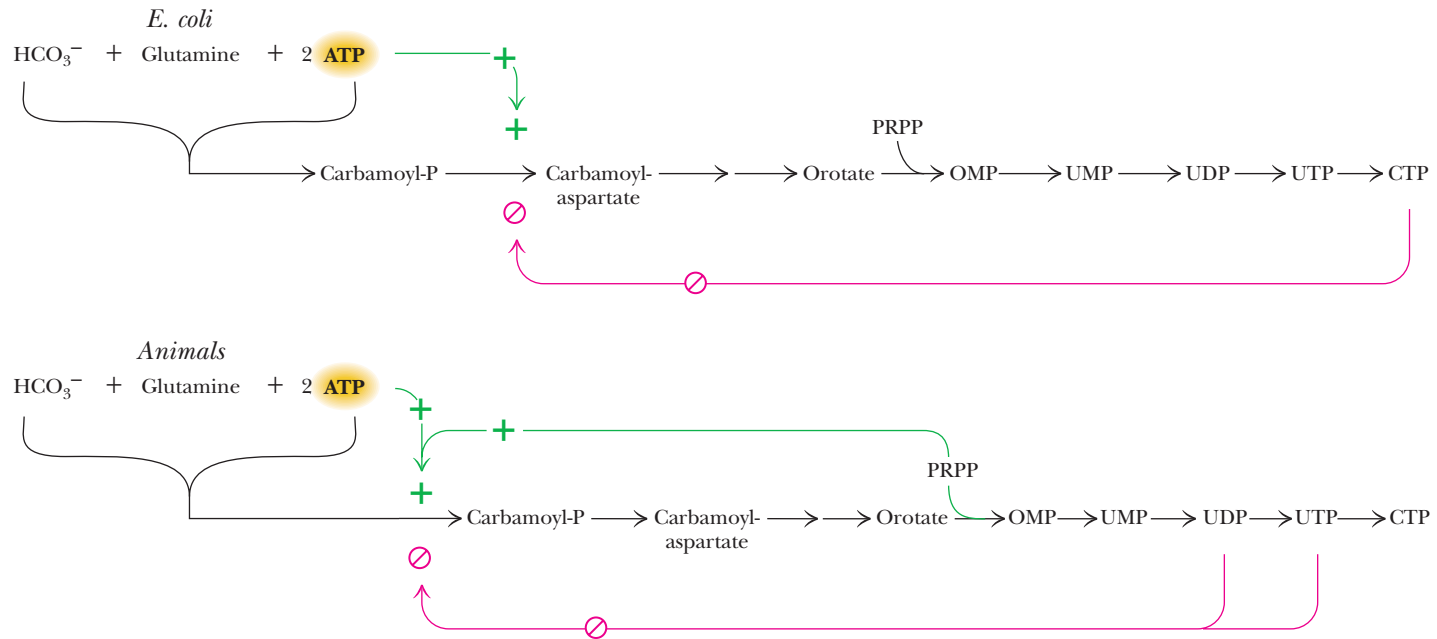 E. coli
HCO₃⁻ + Glutamine + 2 ATP
PRPP
Carbamoyl-P Carbamoyl- Orotate OMP UMP UDP UTP CTP
aspartate
Animals
HCO₃⁻ + Glutamine + 2 ATP
PRPP
Carbamoyl-P Carbamoyl- Orotate OMP UMP UDP UTP CTP
aspartate